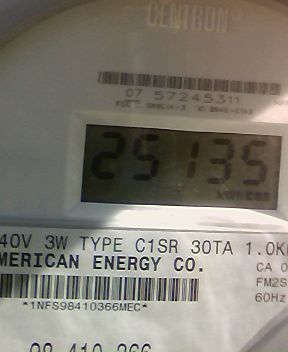 CENTRON®
07 57245311
25135
40V 3W TYPE C1SR 30TA 1.0K
MERICAN ENERGY CO.
CA 0
FM2S
60Hz
*1NFS98410366MEC*
98 410 366